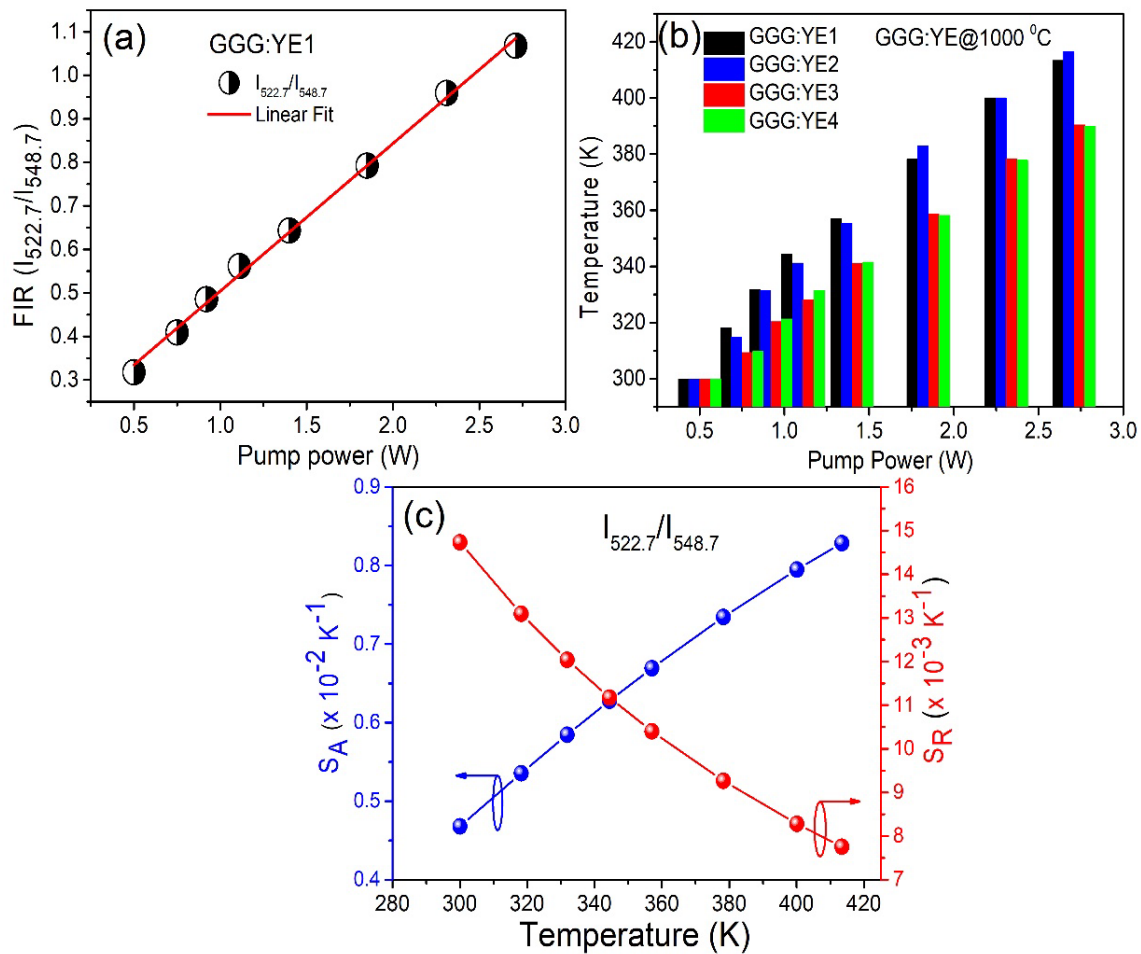 (a)
GGG:YE1
I522.7/I548.7
Linear Fit
FIR (I522.7/I548.7)
1.1
1.0
0.9
0.8
0.7
0.6
0.5
0.4
0.3
0.5 1.0 1.5 2.0 2.5 3.0
Pump power (W)
(b)
GGG:YE1
GGG:YE2
GGG:YE3
GGG:YE4
GGG:YE@1000 ⁰C
Temperature (K)
420
400
380
360
340
320
300
0.5 1.0 1.5 2.0 2.5 3.0
Pump Power (W)
(c)
I522.7/I548.7
SA (x 10⁻² K⁻¹)
0.9
0.8
0.7
0.6
0.5
0.4
16
15
14
13
12
11
10
9
8
7
SR (x 10⁻³ K⁻¹)
280 300 320 340 360 380 400 420
Temperature (K)